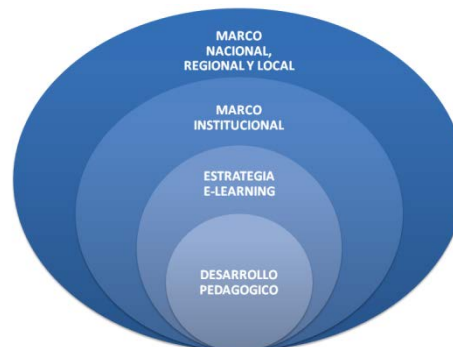 MARCO
NACIONAL,
REGIONAL Y LOCAL
MARCO
INSTITUCIONAL
ESTRATEGIA
E-LEARNING
DESARROLLO
PEDAGOGICO